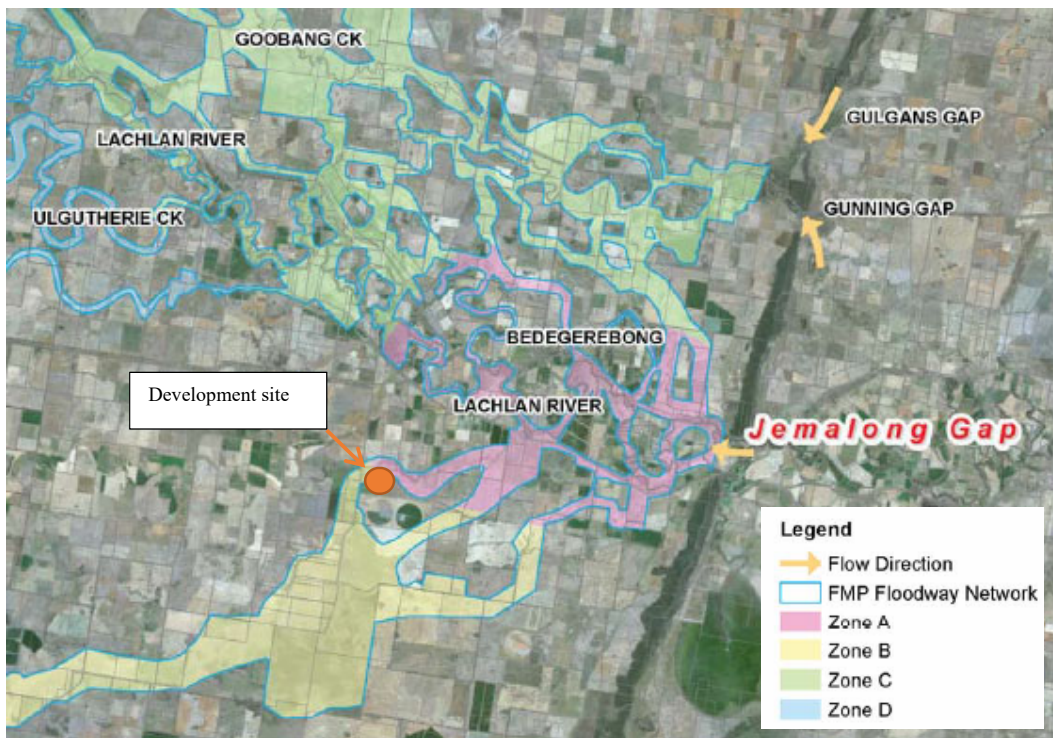 GOOBANG CK
GULGANS GAP
LACHLAN RIVER
GUNNING GAP
ULGUTHERIE CK
BEDEGEREBONG
Development site
LACHLAN RIVER
Jemalong Gap
Legend
Flow Direction
FMP Floodway Network
Zone A
Zone B
Zone C
Zone D